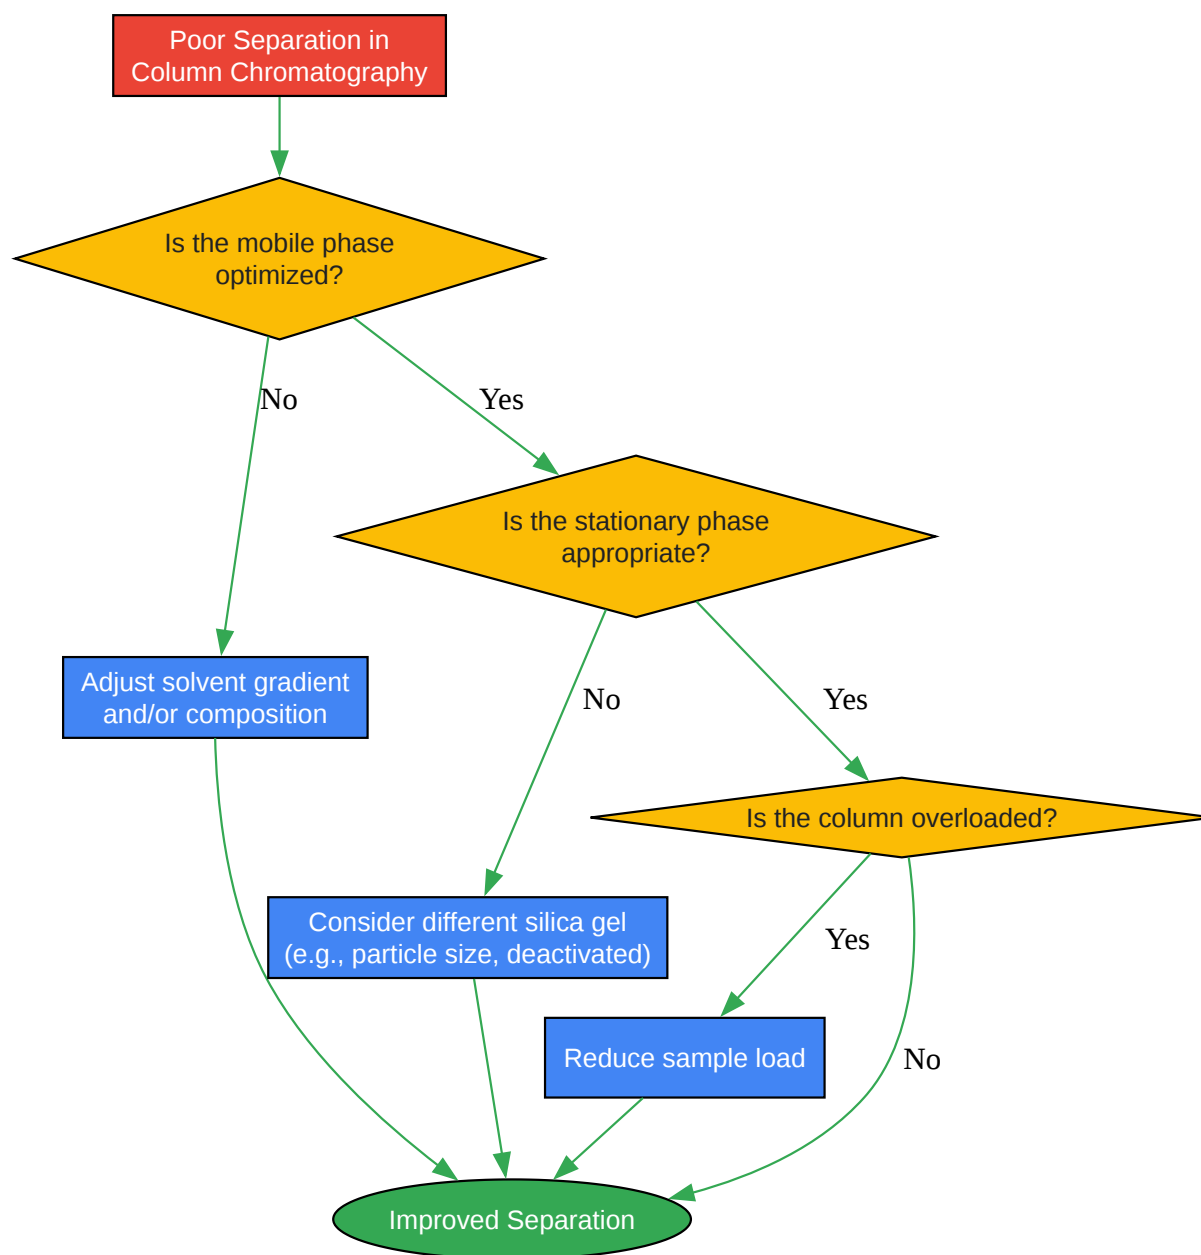 Poor Separation in
Column Chromatography
Is the mobile phase
optimized?
No
Yes
Is the stationary phase
appropriate?
Adjust solvent gradient
and/or composition
No
Yes
Is the column overloaded?
Consider different silica gel
(e.g., particle size, deactivated)
Yes
Reduce sample load
No
Improved Separation